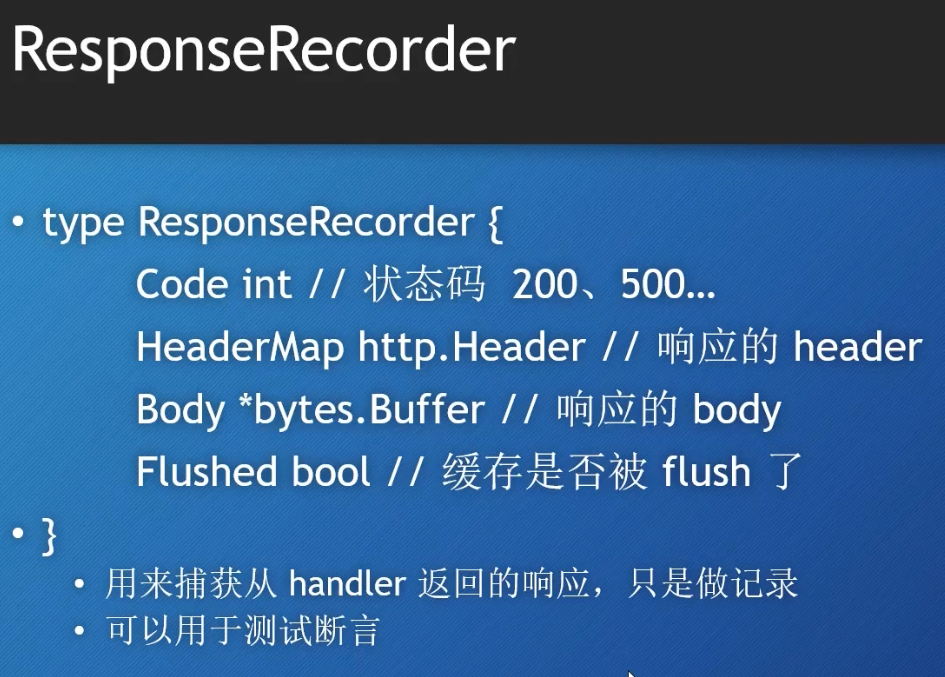 ResponseRecorder
• type ResponseRecorder {
Code int // 状态码 200、500…
HeaderMap http.Header // 响应的 header
Body *bytes.Buffer // 响应的 body
Flushed bool // 缓存是否被 flush 了
• }
• 用来捕获从 handler 返回的响应，只是做记录
• 可以用于测试断言